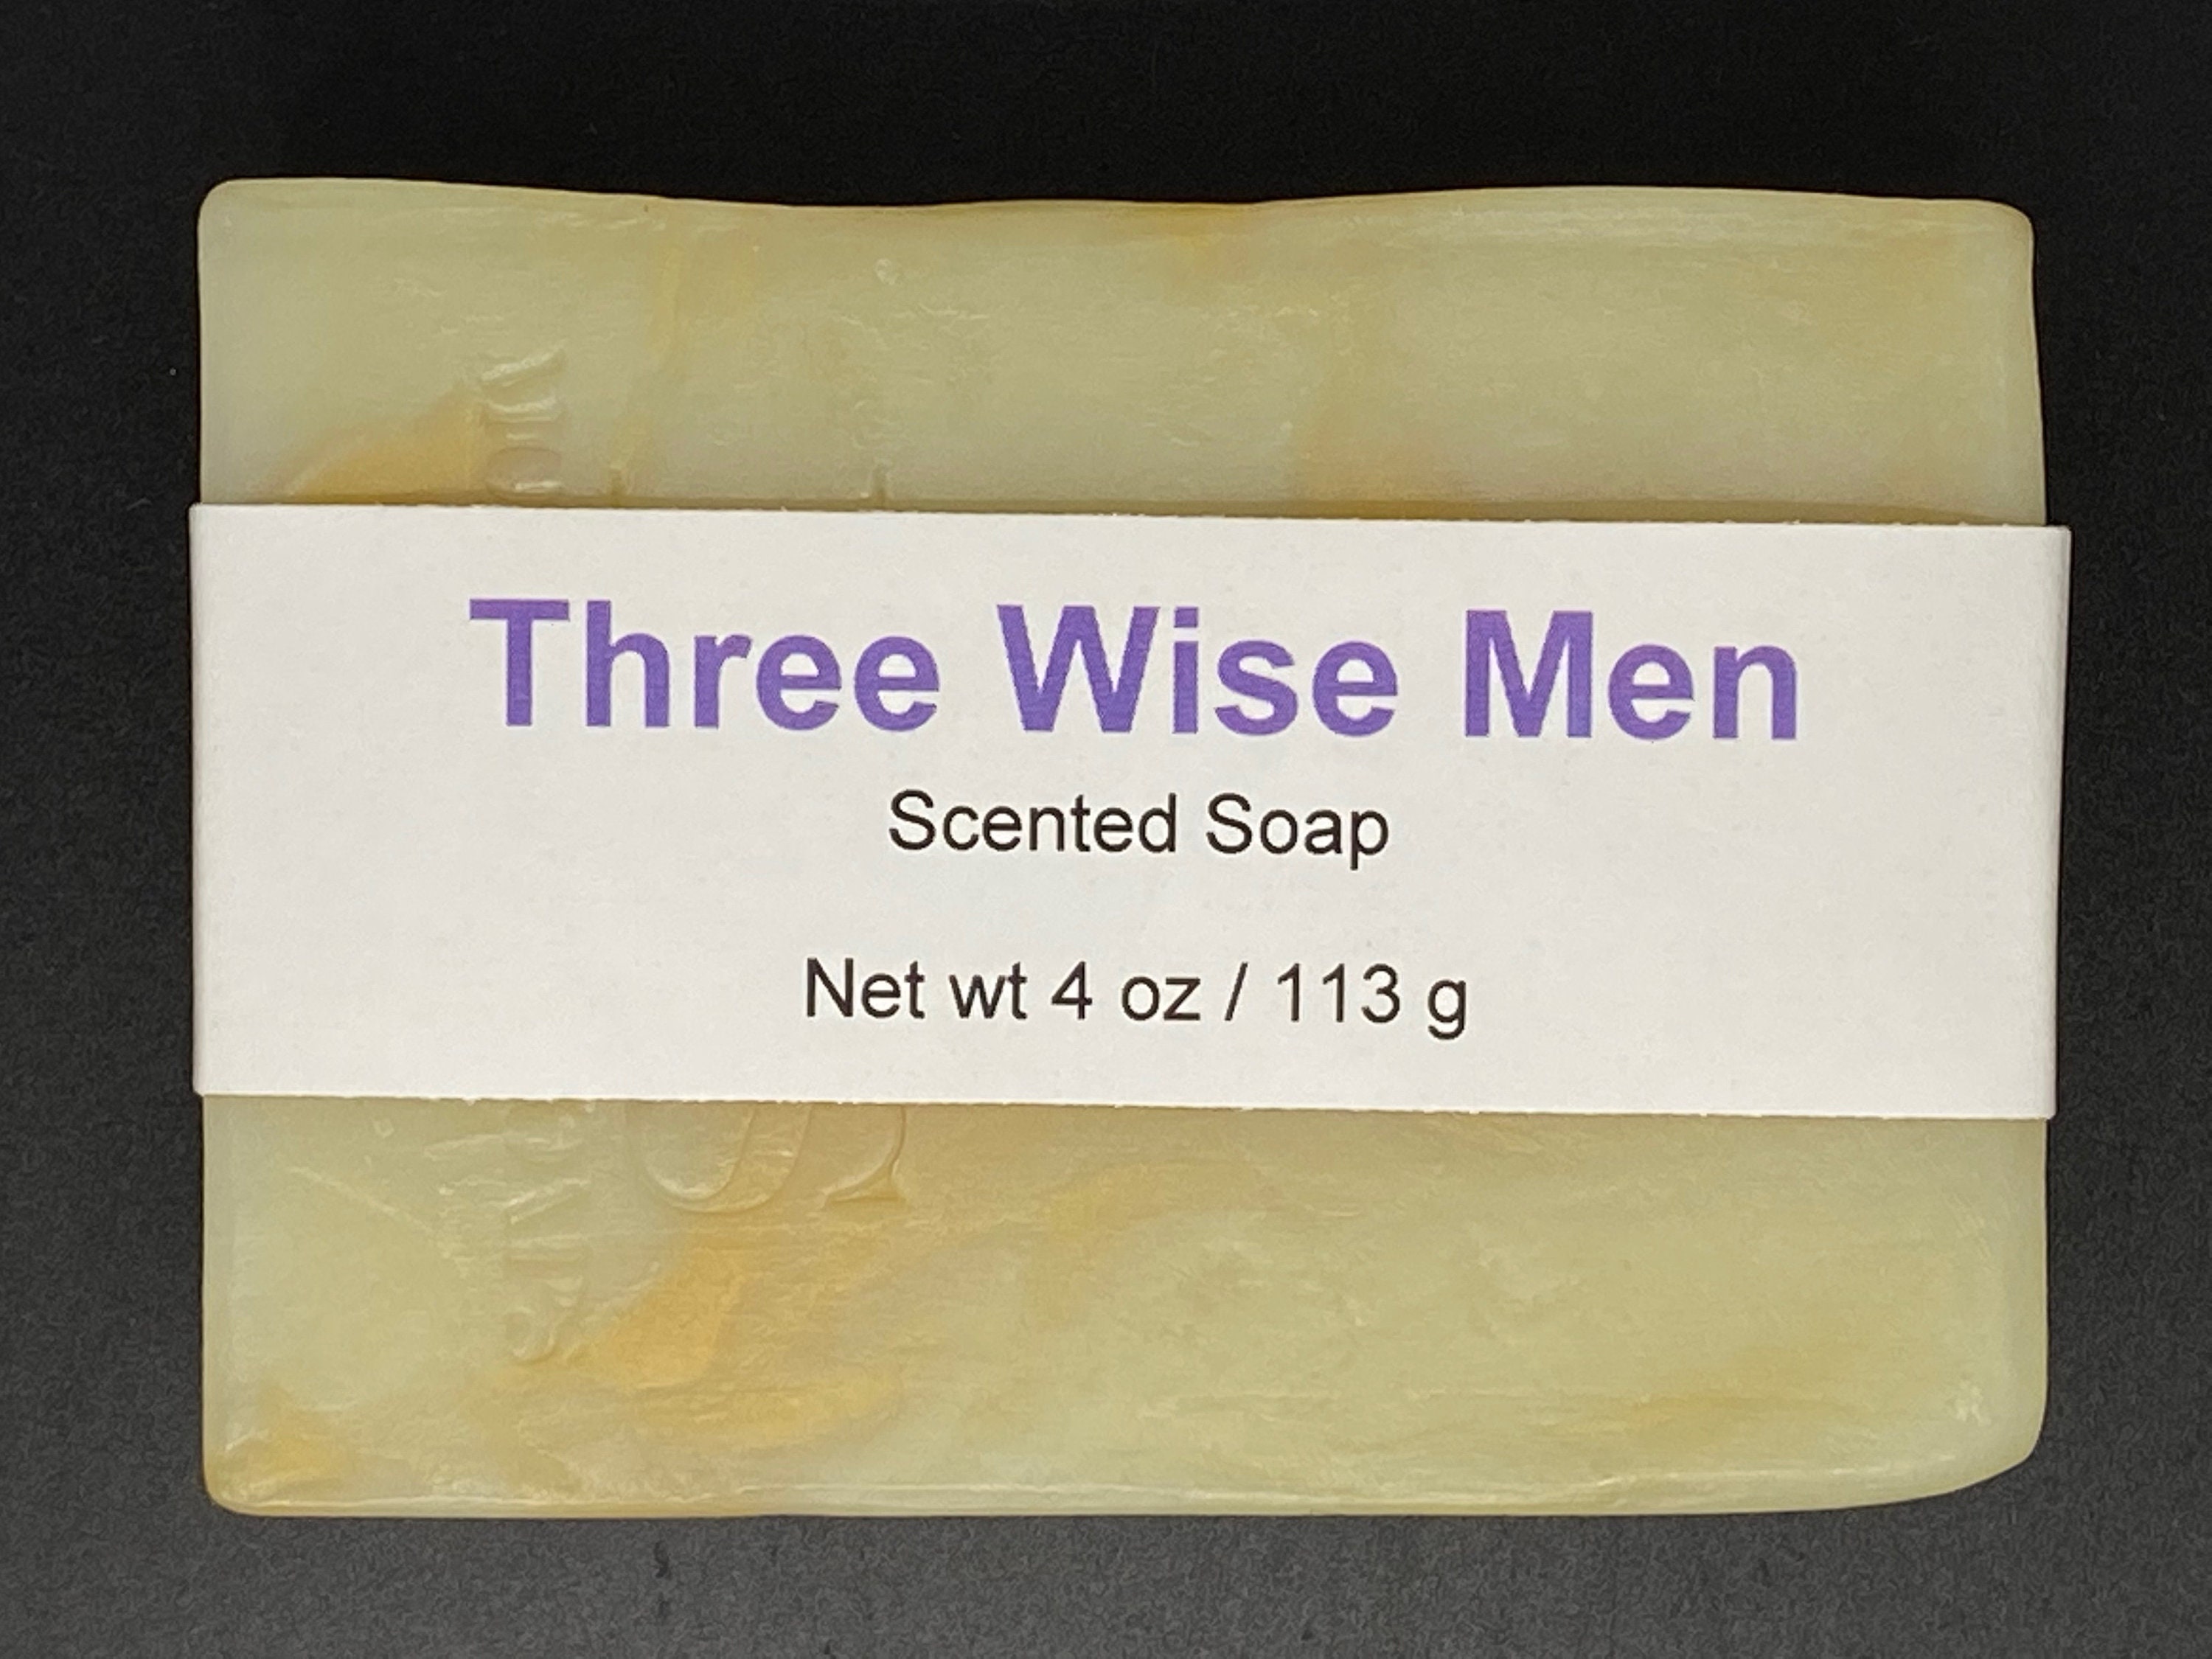 Three Wise Men
Scented Soap
Net wt 4 oz / 113 g